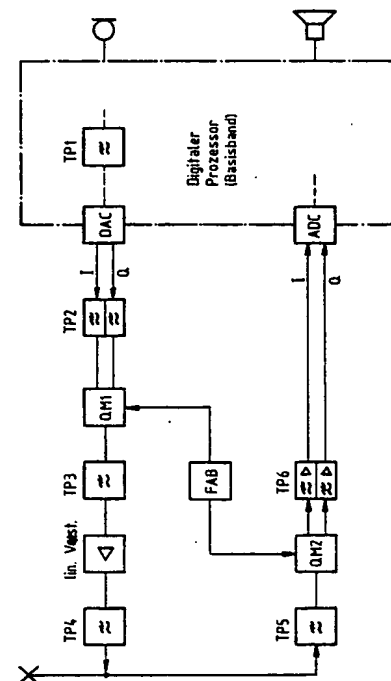 TP4
lin. Verst.
TP3
QM1
TP2
I
Q
DAC
TP1
FAB
Digitaler
Prozessor
(Basisband)
TP5
QM2
TP6
I
Q
ADC